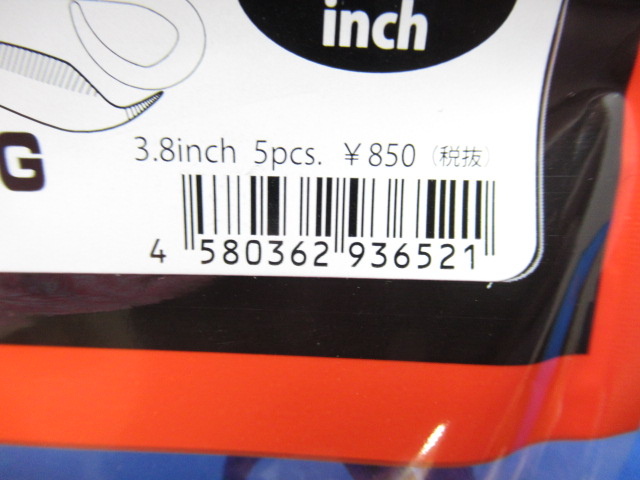 inch
G
3.8inch 5pcs. ￥850（税抜）
4 580362 936521